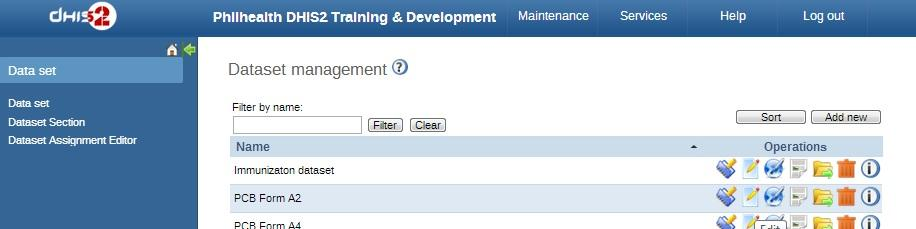 dhis2 Philhealth DHIS2 Training & Development Maintenance Services Help Log out
Data set
Data set
Dataset Section
Dataset Assignment Editor
Dataset management ?
Filter by name:
Filter Clear Sort Add new
Name Operations
Immunizaton dataset
PCB Form A2
PCB Form A4
Edit